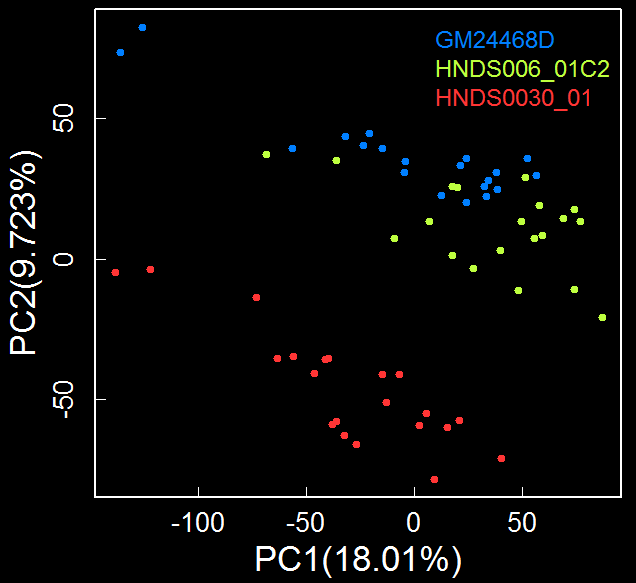 GM24468D
HNDS006_01C2
HNDS0030_01
50
0
-50
PC2(9.723%)
-100 -50 0 50
PC1(18.01%)